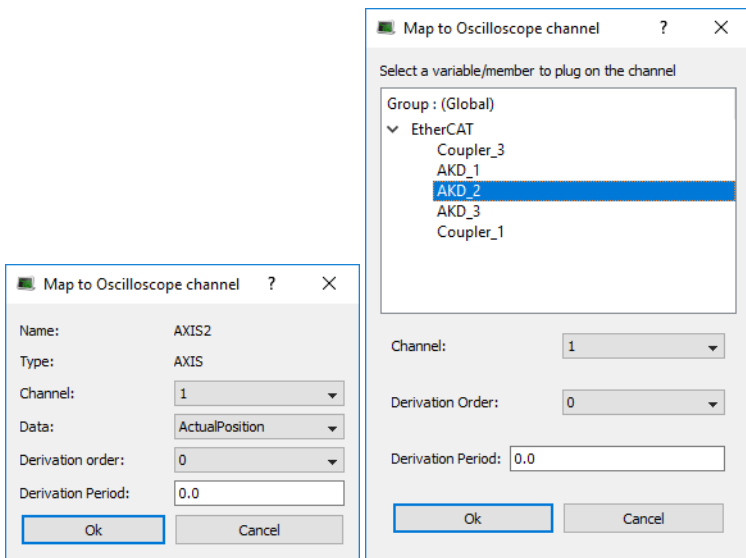 Map to Oscilloscope channel ?
Name: AXIS2
Type: AXIS
Channel: 1
Data: ActualPosition
Derivation order: 0
Derivation Period: 0.0
Ok Cancel
Map to Oscilloscope channel ?
Select a variable/member to plug on the channel
Group : (Global)
EtherCAT
Coupler_3
AKD_1
AKD_2
AKD_3
Coupler_1
Channel: 1
Derivation Order: 0
Derivation Period: 0.0
Ok Cancel